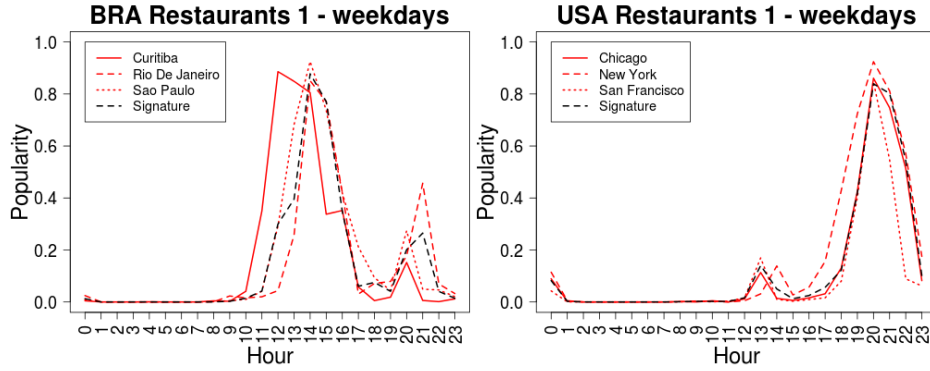 BRA Restaurants 1 - weekdays
1.0
0.8
0.6
0.4
0.2
0.0
Popularity
Curitiba
Rio De Janeiro
Sao Paulo
Signature
0 1 2 3 4 5 6 7 8 9 10 11 12 13 14 15 16 17 18 19 20 21 22 23
Hour
USA Restaurants 1 - weekdays
1.0
0.8
0.6
0.4
0.2
0.0
Popularity
Chicago
New York
San Francisco
Signature
0 1 2 3 4 5 6 7 8 9 10 11 12 13 14 15 16 17 18 19 20 21 22 23
Hour